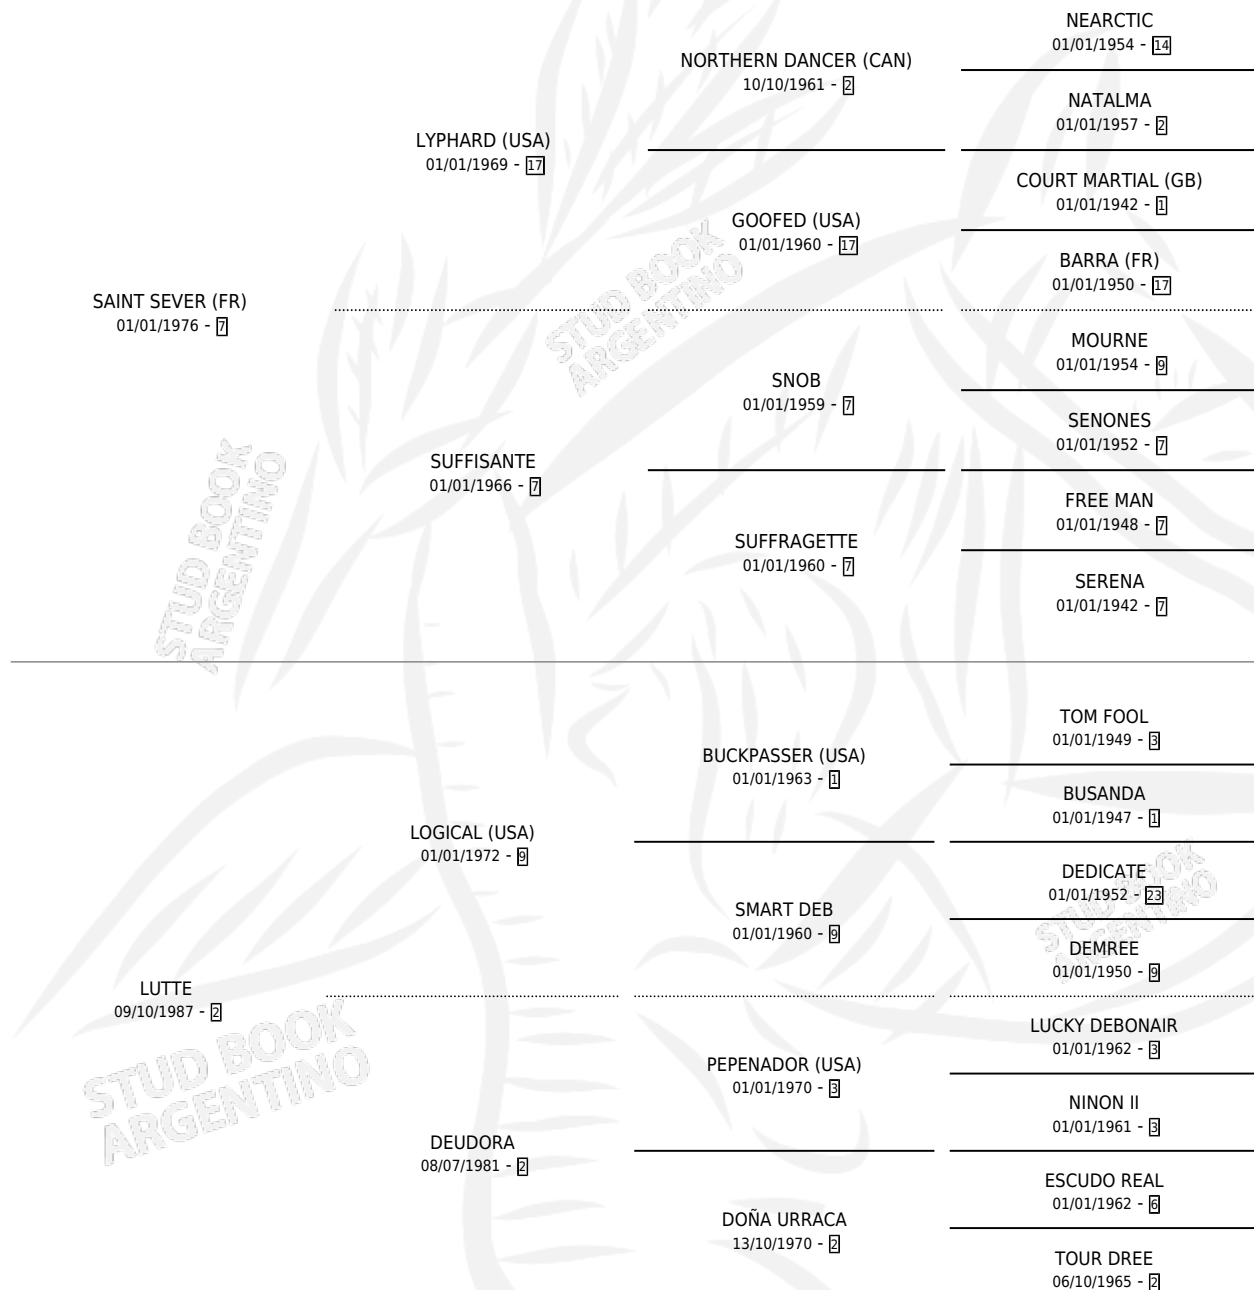 NEARCTIC
01/01/1954 - 14
NORTHERN DANCER (CAN)
10/10/1961 - 2
NATALMA
01/01/1957 - 2
LYPHARD (USA)
01/01/1969 - 17
COURT MARTIAL (GB)
01/01/1942 - 1
GOOFED (USA)
01/01/1960 - 17
BARRA (FR)
01/01/1950 - 17
SAINT SEVER (FR)
01/01/1976 - 7
STUD BOOK
ARGENTINO
MOURNE
01/01/1954 - 9
SNOB
01/01/1959 - 7
SENONES
01/01/1952 - 7
SUFFISANTE
01/01/1966 - 7
FREE MAN
01/01/1948 - 7
SUFFRAGETTE
01/01/1960 - 7
SERENA
01/01/1942 - 7
STUD BOOK
ARGENTINO
TOM FOOL
01/01/1949 - 3
BUCKPASSER (USA)
01/01/1963 - 1
BUSANDA
01/01/1947 - 1
LOGICAL (USA)
01/01/1972 - 9
DEDICATE
01/01/1952 - 23
SMART DEB
01/01/1960 - 9
DEMREE
01/01/1950 - 9
STUD BOOK
ARGENTINO
LUTTE
09/10/1987 - 2
LUCKY DEBONAIR
01/01/1962 - 3
PEPENADOR (USA)
01/01/1970 - 3
NINON II
01/01/1961 - 3
STUD BOOK
ARGENTINO
DEUDORA
08/07/1981 - 2
ESCUDO REAL
01/01/1962 - 6
DOÑA URRACA
13/10/1970 - 2
TOUR DREE
06/10/1965 - 2